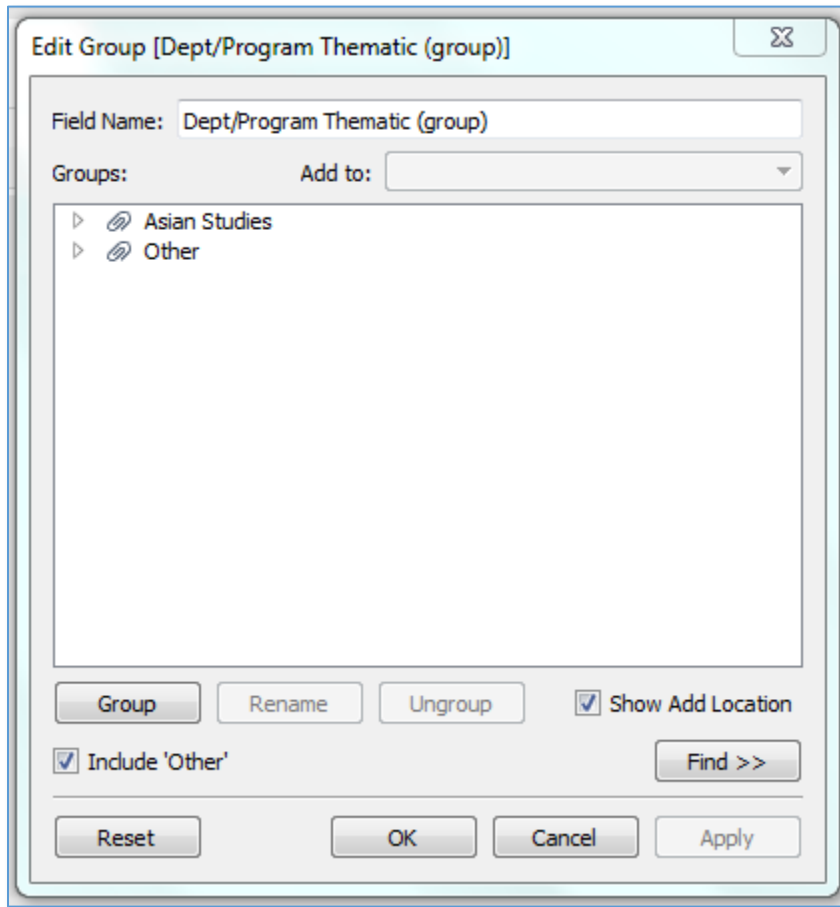 Edit Group [Dept/Program Thematic (group)]
Field Name: Dept/Program Thematic (group)
Groups: Add to:
Asian Studies
Other
Group Rename Ungroup Show Add Location
Include 'Other' Find >>
Reset OK Cancel Apply